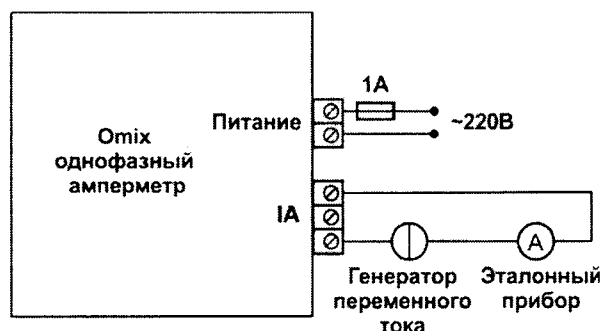 1А
Питание
~220В
Omix
однофазный
амперметр
IA
A
Генератор
переменного
тока
Эталонный
прибор